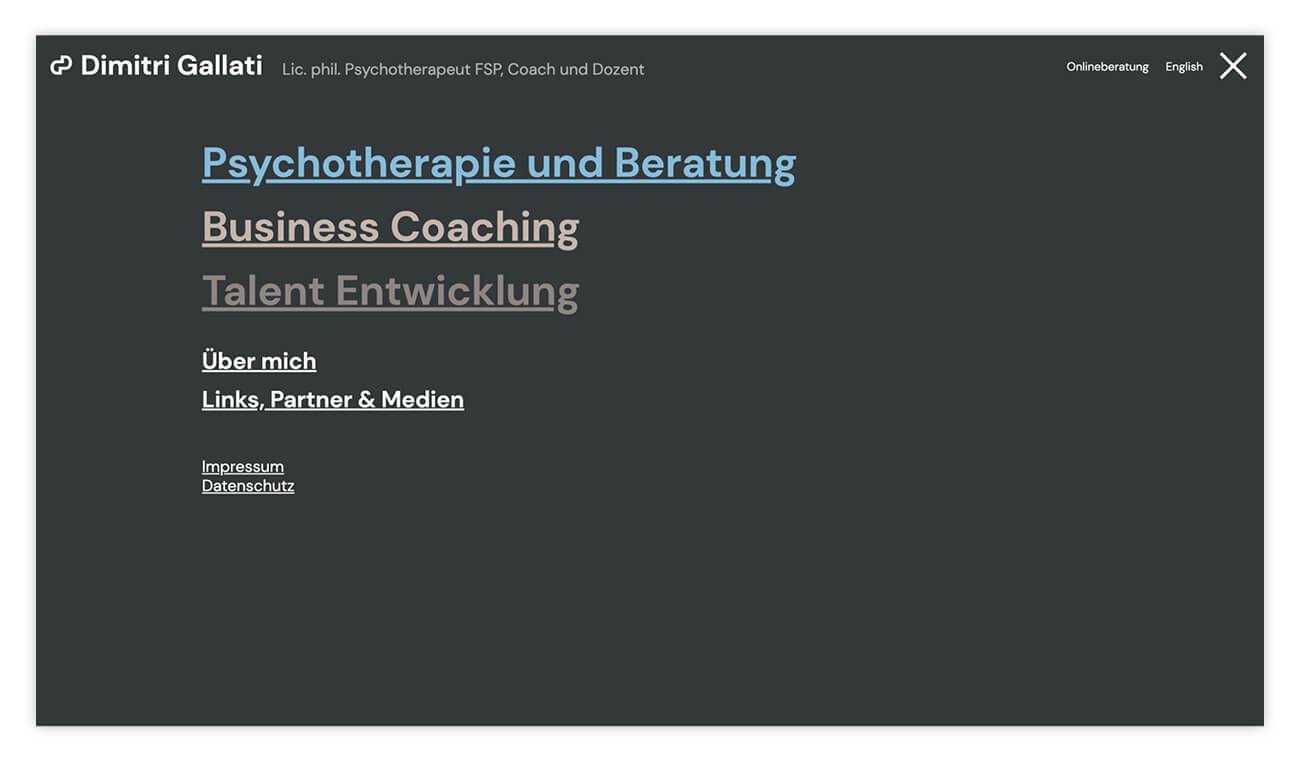 Dimitri Gallati Lic. phil. Psychotherapeut FSP, Coach und Dozent Onlineberatung English
Psychotherapie und Beratung
Business Coaching
Talent Entwicklung
Über mich
Links, Partner & Medien
Impressum
Datenschutz